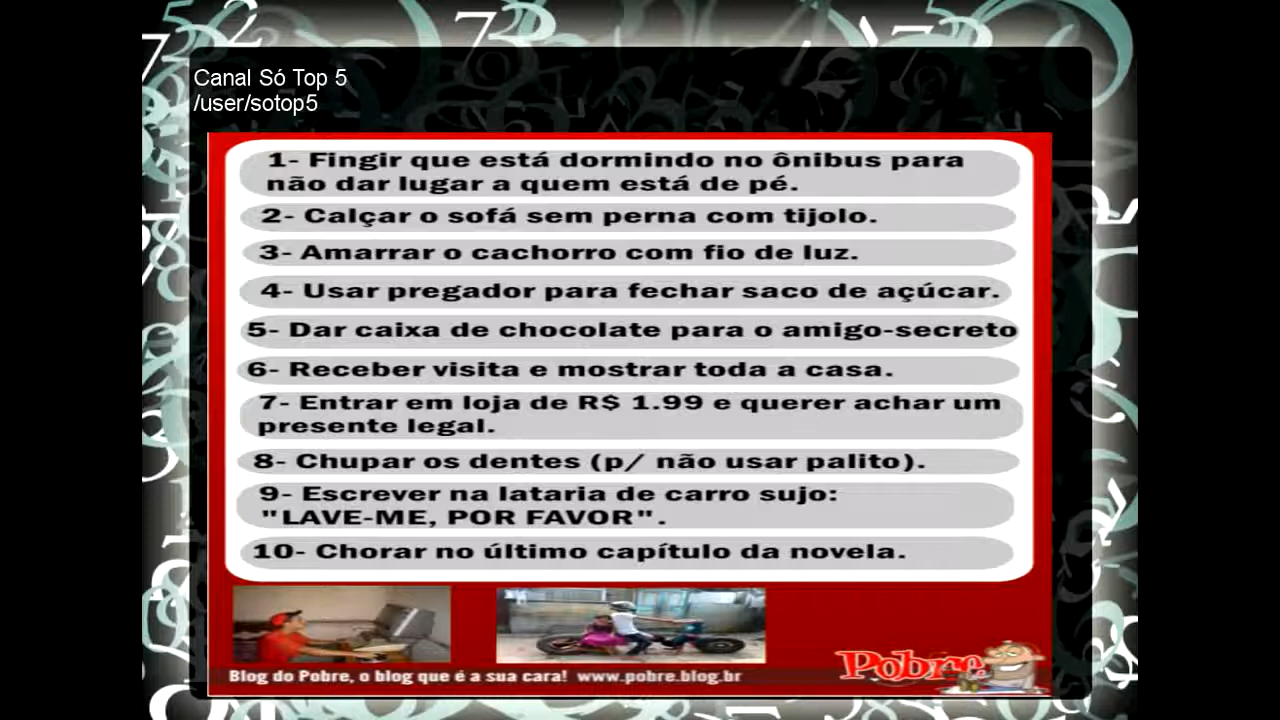 Canal Só Top 5
/user/sotop5
1- Fingir que está dormindo no ônibus para
não dar lugar a quem está de pé.
2- Calçar o sofá sem perna com tijolo.
3- Amarrar o cachorro com fio de luz.
4- Usar pregador para fechar saco de açúcar.
5- Dar caixa de chocolate para o amigo-secreto
6- Receber visita e mostrar toda a casa.
7- Entrar em loja de R$ 1.99 e querer achar um
presente legal.
8- Chupar os dentes (p/ não usar palito).
9- Escrever na lataria de carro sujo:
"LAVE-ME, POR FAVOR".
10- Chorar no último capítulo da novela.
Blog do Pobre, o blog que é a sua cara! www.pobre.blog.br
Pobre